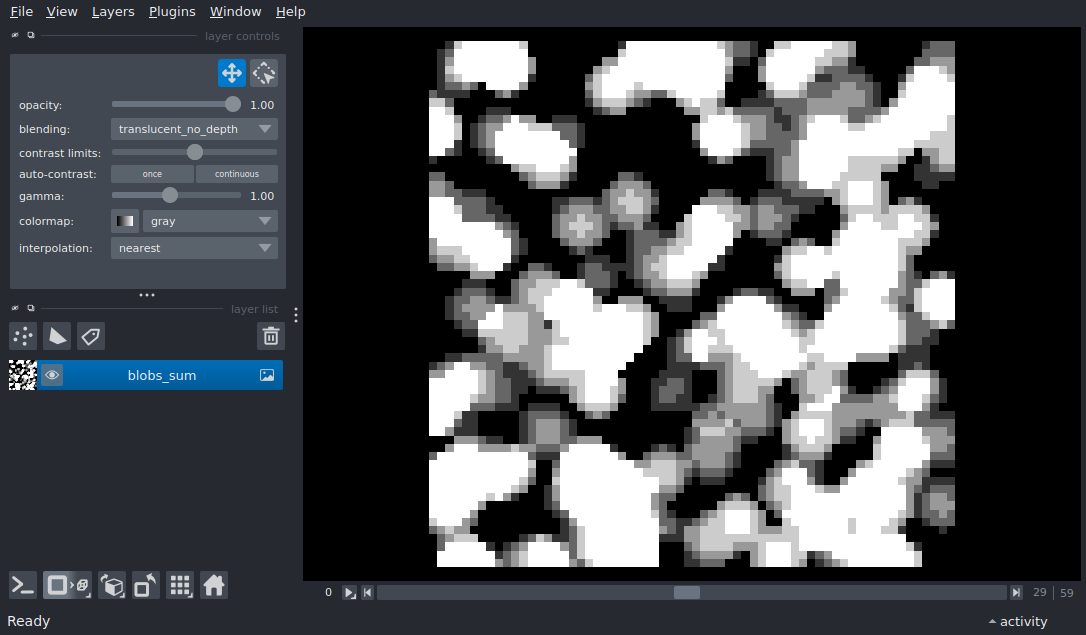 File View Layers Plugins Window Help
layer controls
opacity: 1.00
blending: translucent_no_depth
contrast limits:
auto-contrast: once continuous
gamma: 1.00
colormap: gray
interpolation: nearest
layer list
blobs_sum
0 29 59
Ready activity